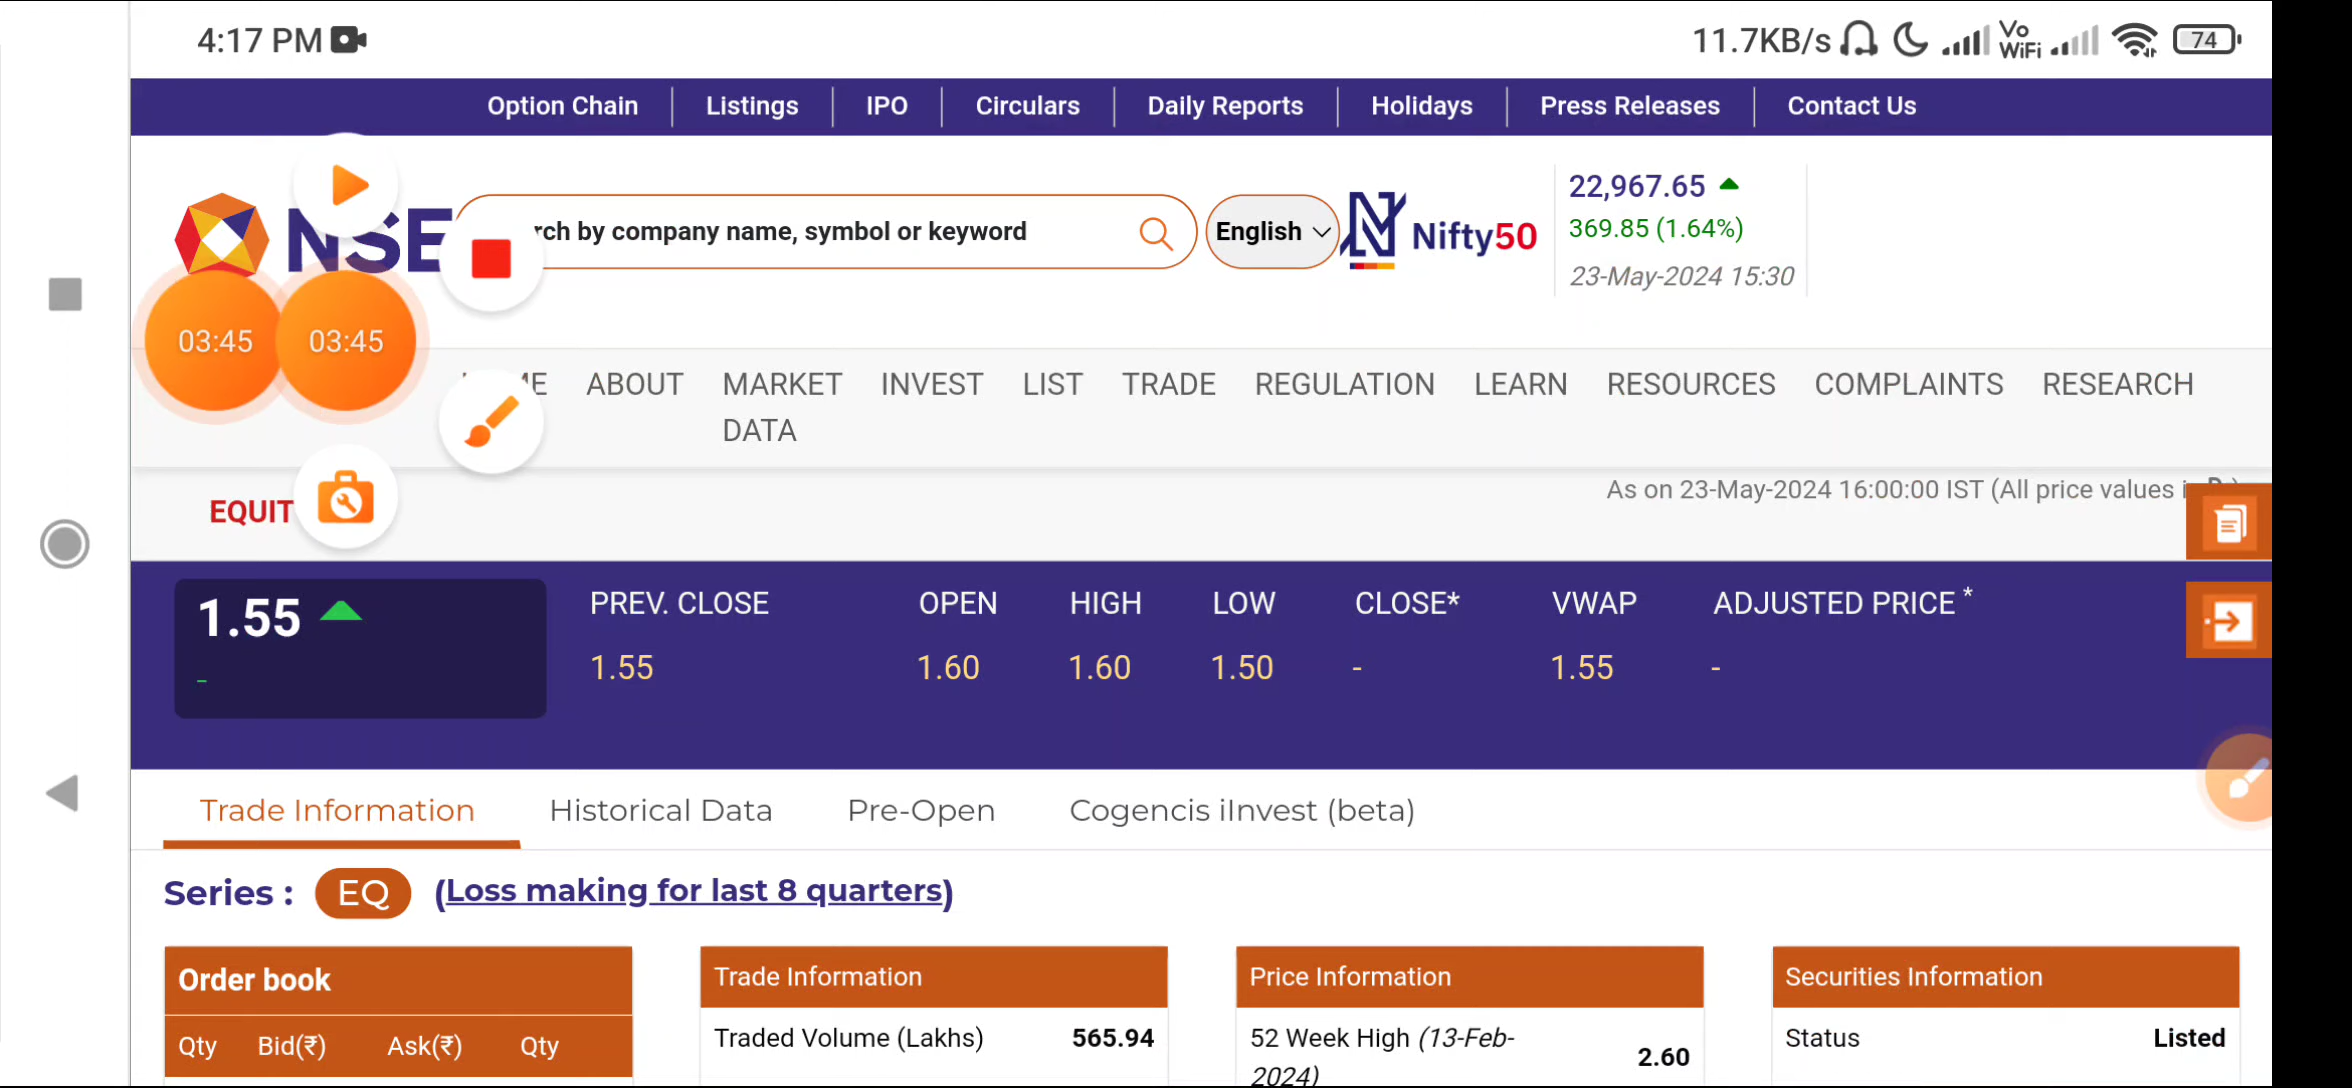 4:17 PM
11.7KB/s Vo WiFi 74
Option Chain Listings IPO Circulars Daily Reports Holidays Press Releases Contact Us
NSE
by company name, symbol or keyword
English
Nifty50
22,967.65
369.85 (1.64%)
23-May-2024 15:30
03:45 03:45
ABOUT MARKET DATA INVEST LIST TRADE REGULATION LEARN RESOURCES COMPLAINTS RESEARCH
As on 23-May-2024 16:00:00 IST (All price values
1.55
-
PREV. CLOSE OPEN HIGH LOW CLOSE* VWAP ADJUSTED PRICE *
1.55 1.60 1.60 1.50 - 1.55 -
Trade Information Historical Data Pre-Open Cogencis iInvest (beta)
Series : EQ (Loss making for last 8 quarters)
Order book
Qty Bid(₹) Ask(₹) Qty
Trade Information
Traded Volume (Lakhs) 565.94
Price Information
52 Week High (13-Feb-
2024) 2.60
Securities Information
Status Listed